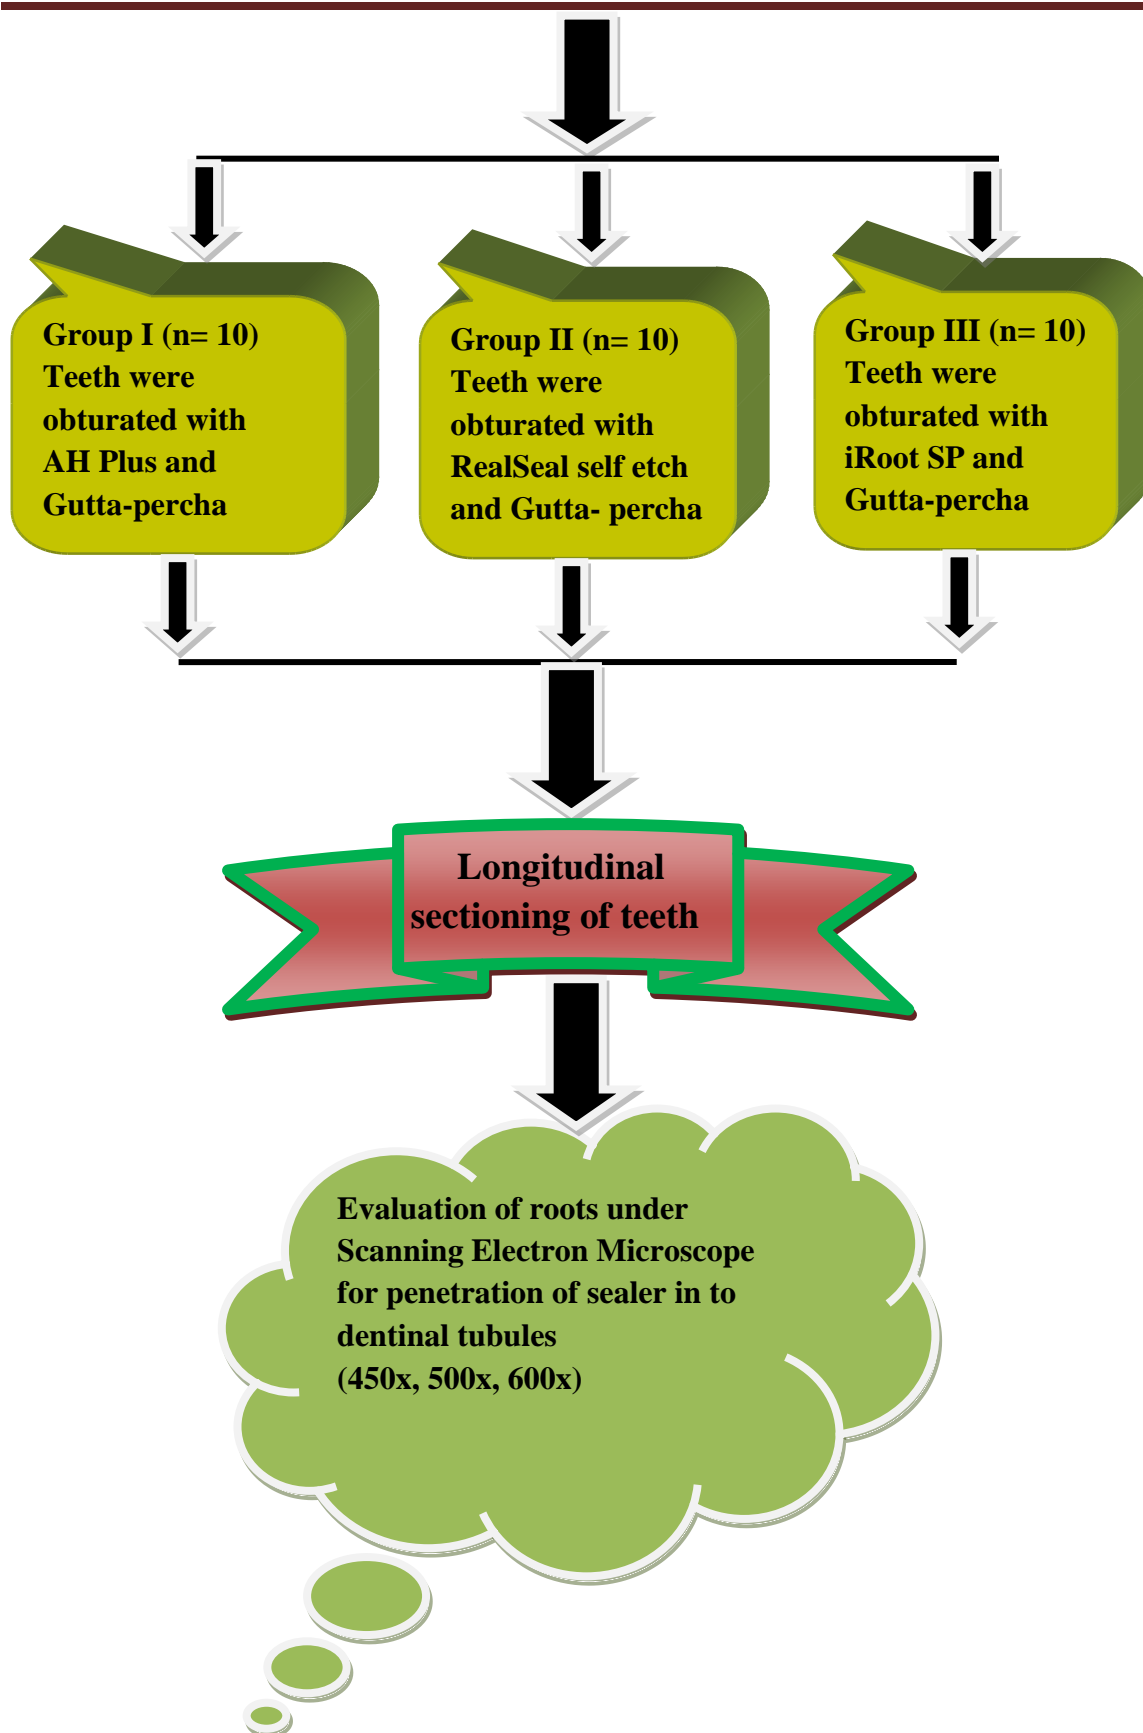 Group I (n= 10)
Teeth were
obturated with
AH Plus and
Gutta-percha
Group II (n= 10)
Teeth were
obturated with
RealSeal self etch
and Gutta- percha
Group III (n= 10)
Teeth were
obturated with
iRoot SP and
Gutta-percha
Longitudinal
sectioning of teeth
Evaluation of roots under
Scanning Electron Microscope
for penetration of sealer in to
dentinal tubules
(450x, 500x, 600x)